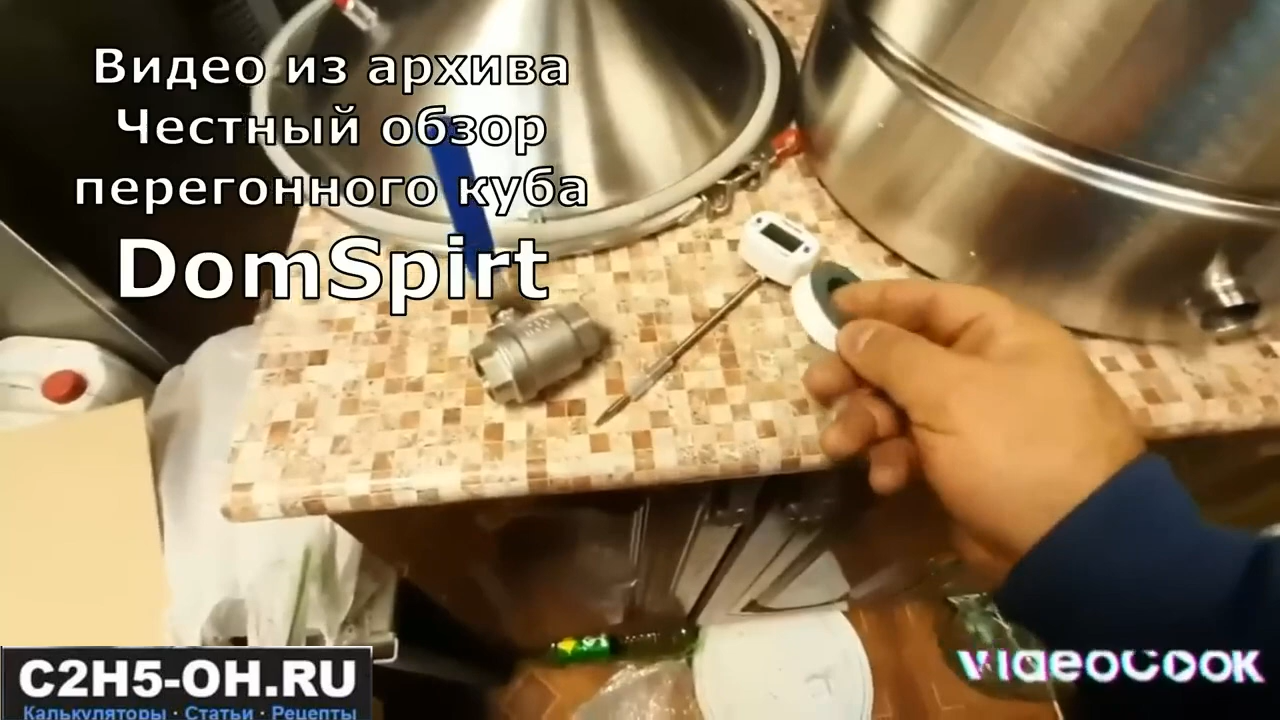 Видео из архива
Честный обзор
перегонного куба
DomSpirt
C2H5-OH.RU
Калькуляторы · Статьи · Рецепты
VIDEOCOOK